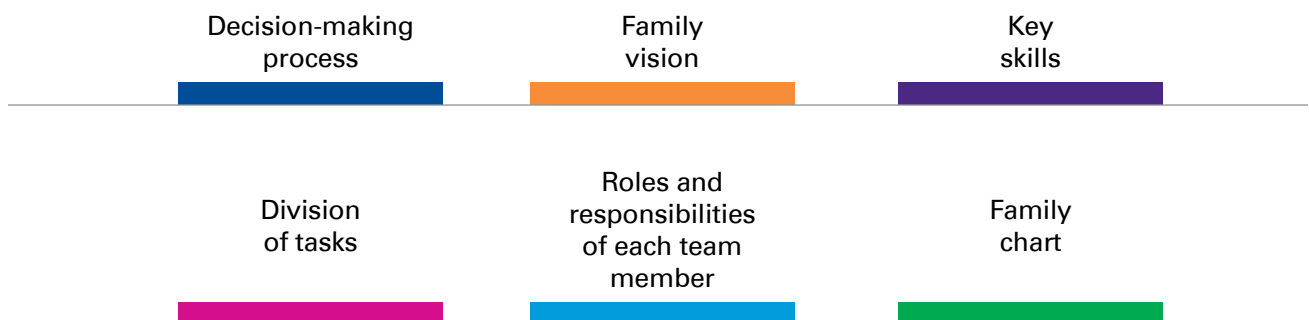 Decision-making
process
Family
vision
Key
skills
Division
of tasks
Roles and
responsibilities
of each team
member
Family
chart